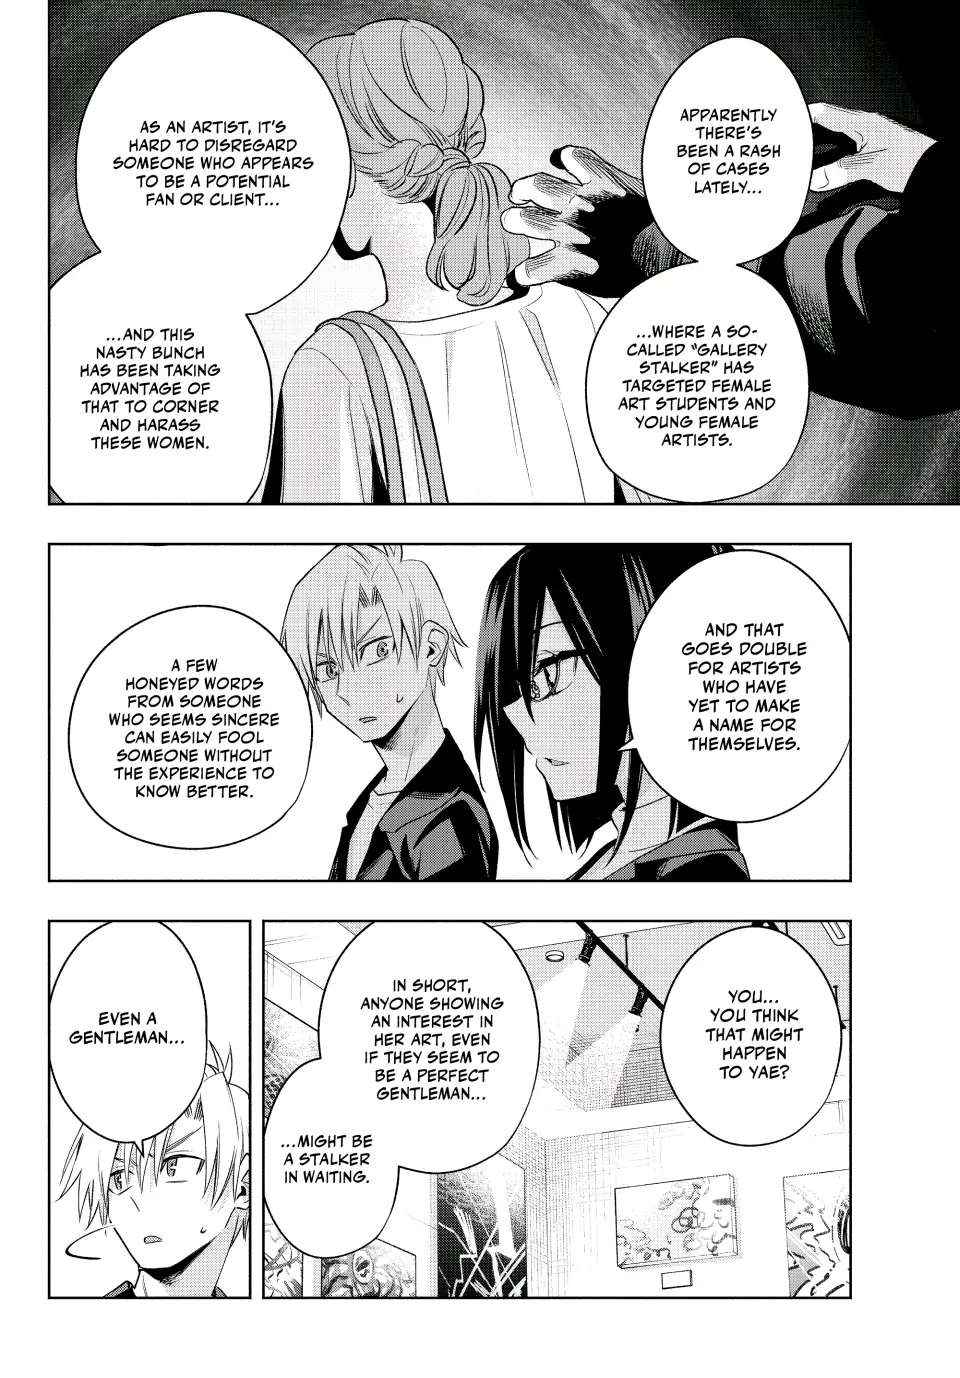 APPARENTLY
THERE'S
BEEN A RASH
OF CASES
LATELY...
...WHERE A SO-
CALLED "GALLERY
STALKER" HAS
TARGETED FEMALE
ART STUDENTS AND
YOUNG FEMALE
ARTISTS.
AS AN ARTIST, IT'S
HARD TO DISREGARD
SOMEONE WHO APPEARS
TO BE A POTENTIAL
FAN OR CLIENT...
...AND THIS
NASTY BUNCH
HAS BEEN TAKING
ADVANTAGE OF
THAT TO CORNER
AND HARASS
THESE WOMEN.
AND THAT
GOES DOUBLE
FOR ARTISTS
WHO HAVE
YET TO MAKE
A NAME FOR
THEMSELVES.
A FEW
HONEYED WORDS
FROM SOMEONE
WHO SEEMS SINCERE
CAN EASILY FOOL
SOMEONE WITHOUT
THE EXPERIENCE TO
KNOW BETTER.
YOU...
YOU THINK
THAT MIGHT
HAPPEN
TO YAE?
IN SHORT,
ANYONE SHOWING
AN INTEREST IN
HER ART, EVEN
IF THEY SEEM TO
BE A PERFECT
GENTLEMAN...
...MIGHT BE
A STALKER
IN WAITING.
EVEN A
GENTLEMAN...